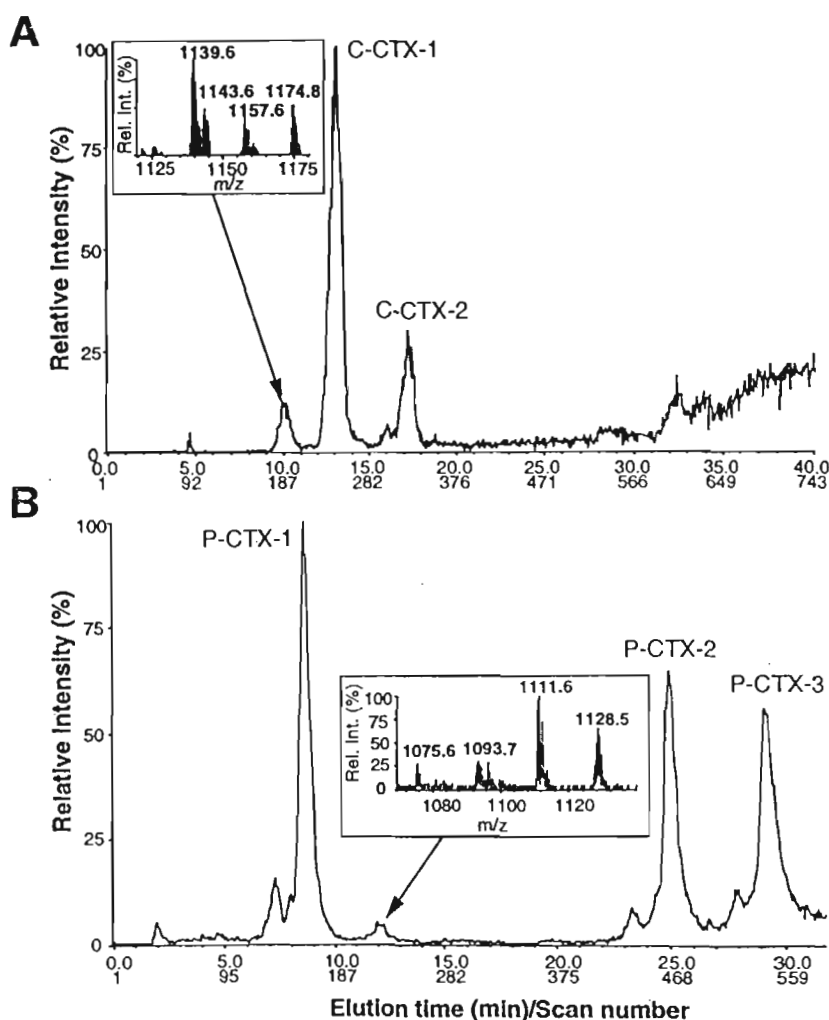 A
Relative Intensity (%)
100
75
50
25
0
C-CTX-1
C-CTX-2
Rel. Int. (%)
1139.6
1143.6
1174.8
1157.6
1125 1150 1175
m/z
0.0 5.0 10.0 15.0 20.0 25.0 30.0 35.0 40.0
1 92 187 282 376 471 566 649 743
B
Relative Intensity (%)
100
75
50
25
0
P-CTX-1
P-CTX-2
P-CTX-3
Rel. Int. (%)
100
75
50
25
0
1111.6
1128.5
1075.6 1093.7
1080 1100 1120
m/z
0.0 5.0 10.0 15.0 20.0 25.0 30.0
1 95 187 282 375 468 559
Elution time (min)/Scan number